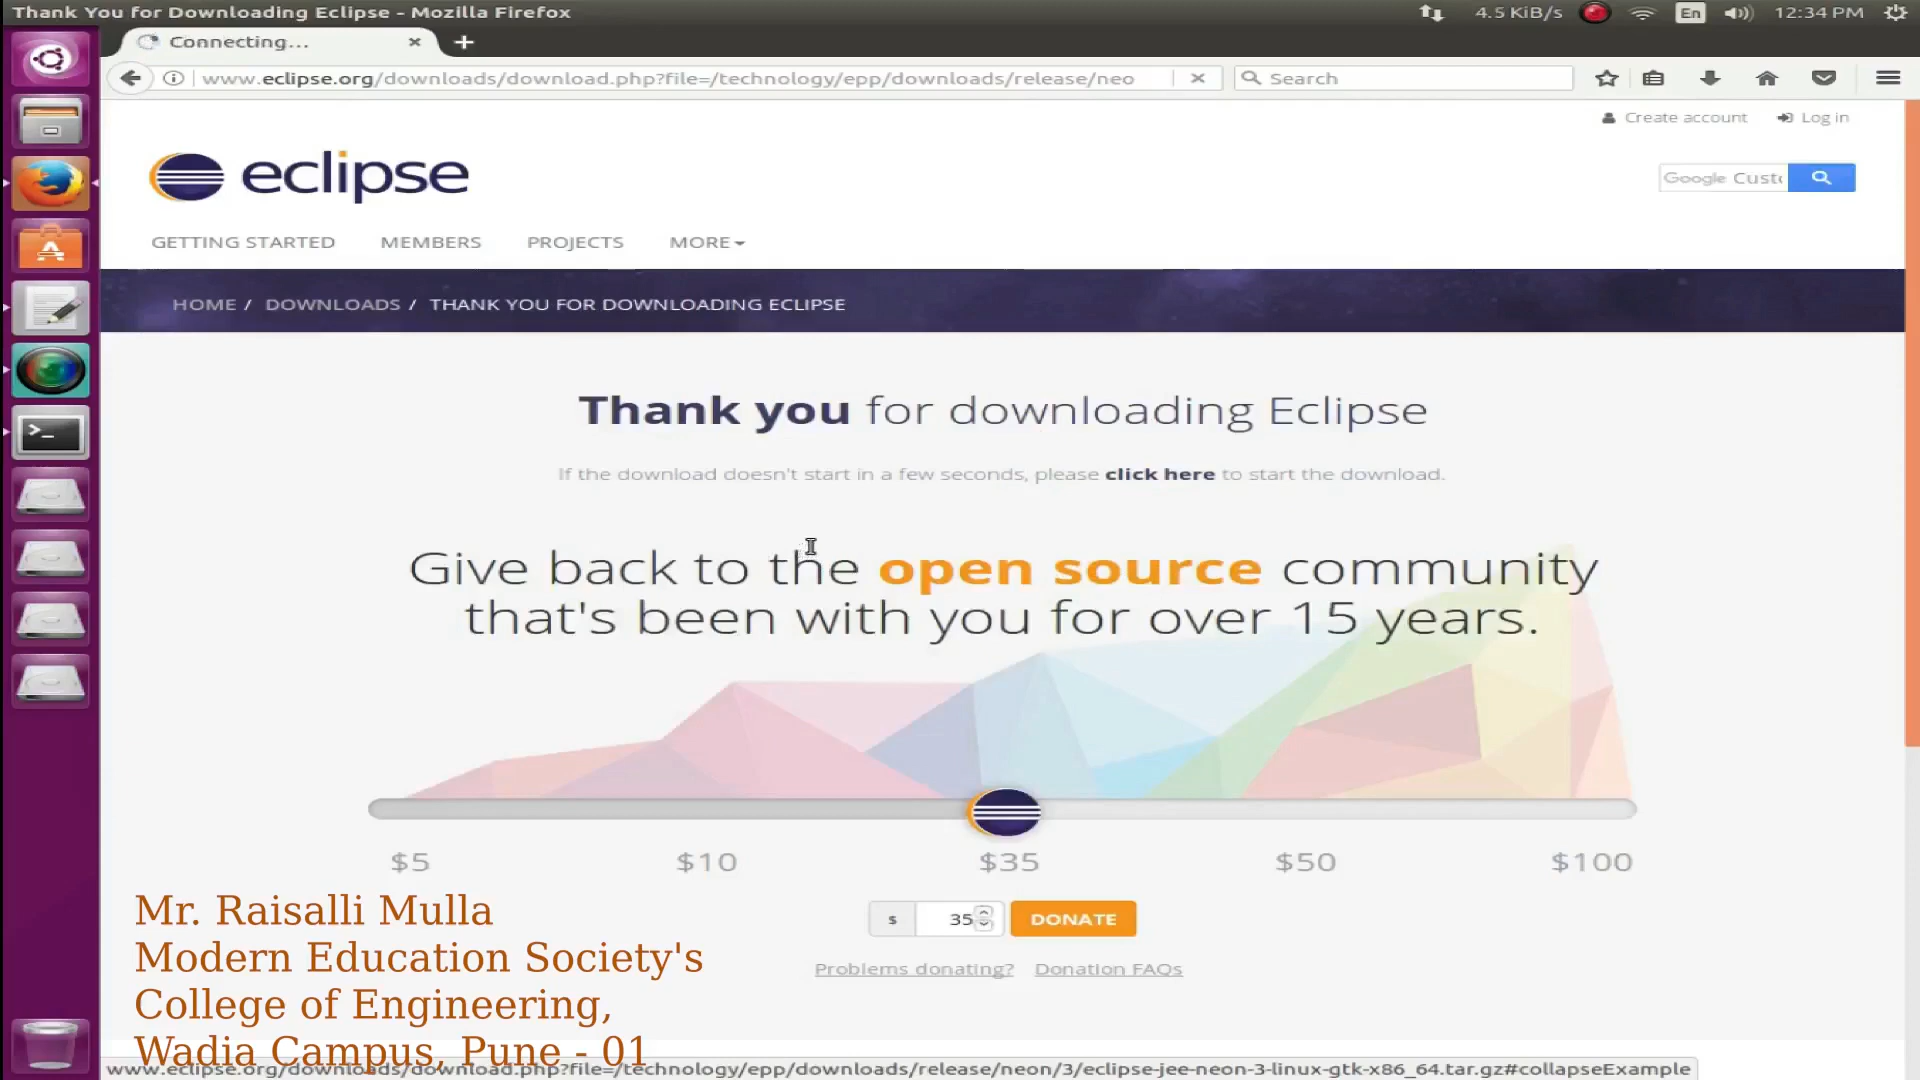 Thank You for Downloading Eclipse - Mozilla Firefox
4.5 KiB/s
En
12:34 PM
Connecting...
www.eclipse.org/downloads/download.php?file=/technology/epp/downloads/release/neo
Search
Create account
Log in
eclipse
Google Custo
GETTING STARTED MEMBERS PROJECTS MORE
HOME / DOWNLOADS / THANK YOU FOR DOWNLOADING ECLIPSE
Thank you for downloading Eclipse
If the download doesn't start in a few seconds, please click here to start the download.
Give back to the open source community
that's been with you for over 15 years.
$5 $10 $35 $50 $100
$ 35 DONATE
Problems donating? Donation FAQs
Mr. Raisalli Mulla
Modern Education Society's
College of Engineering,
Wadia Campus, Pune - 01
www.eclipse.org/downloads/download.php?file=/technology/epp/downloads/release/neon/3/eclipse-jee-neon-3-linux-gtk-x86_64.tar.gz#collapseExample